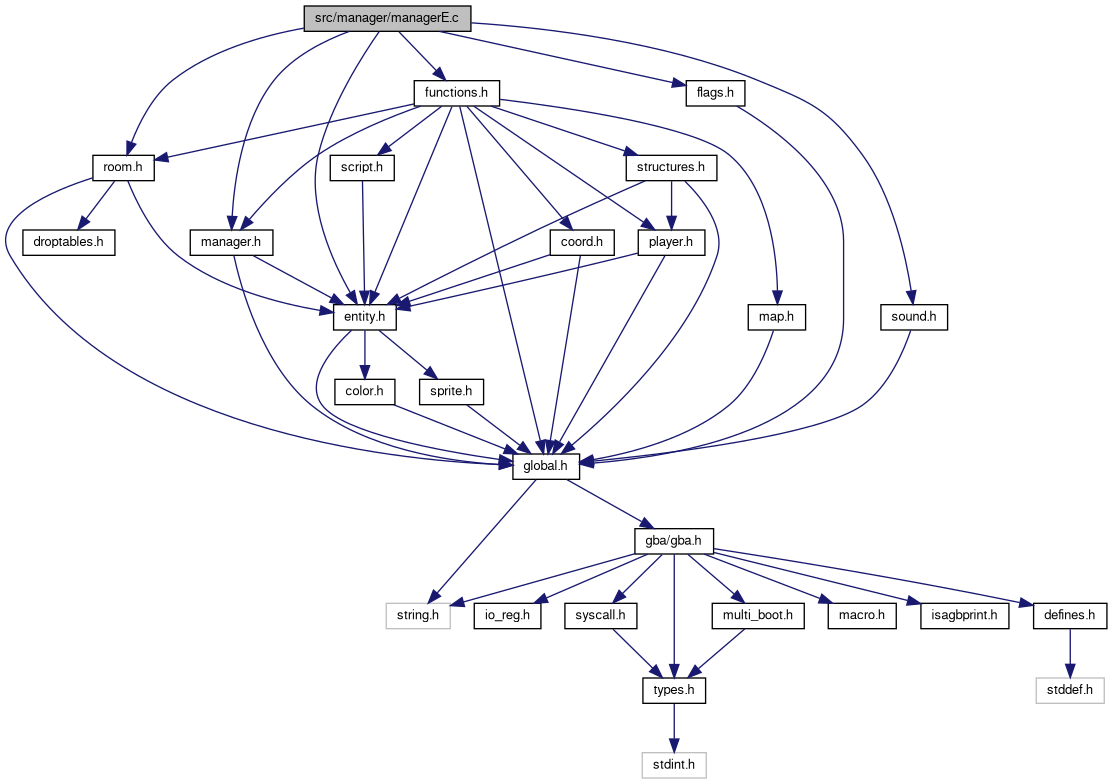 src/manager/managerE.c
functions.h
flags.h
room.h
script.h
structures.h
droptables.h
manager.h
coord.h
player.h
entity.h
map.h
sound.h
color.h
sprite.h
global.h
gba/gba.h
string.h
io_reg.h
syscall.h
multi_boot.h
macro.h
isagbprint.h
defines.h
types.h
stddef.h
stdint.h